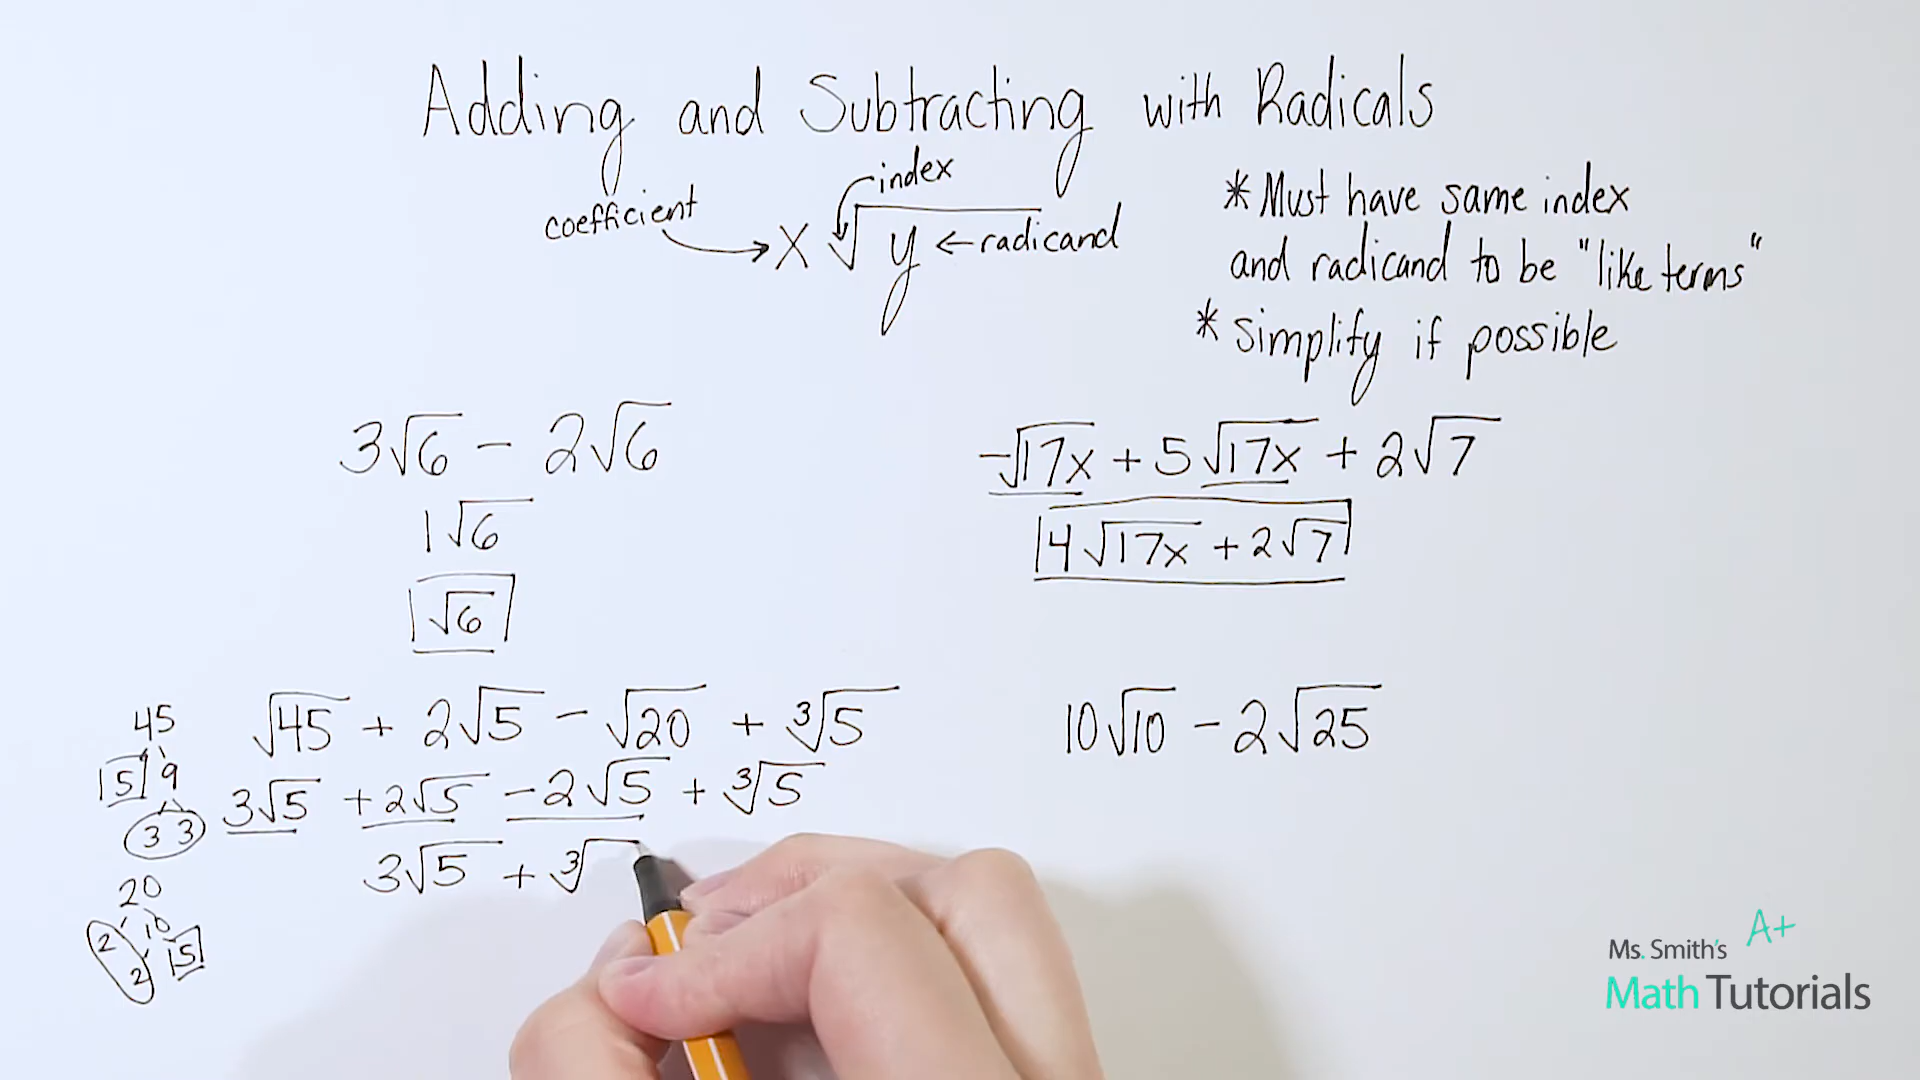 Adding and Subtracting with Radicals
index
coefficient
x √y ← radicand
* Must have same index
and radicand to be "like terms"
* Simplify if possible
3√6 - 2√6
1√6
√6
-√17x + 5√17x + 2√7
4√17x + 2√7
45
5 9
3 3
20
2 10
2 5
√45 + 2√5 - √20 + ³√5
3√5 + 2√5 - 2√5 + ³√5
3√5 + ³√
10√10 - 2√25
A+
Ms. Smith's
Math Tutorials